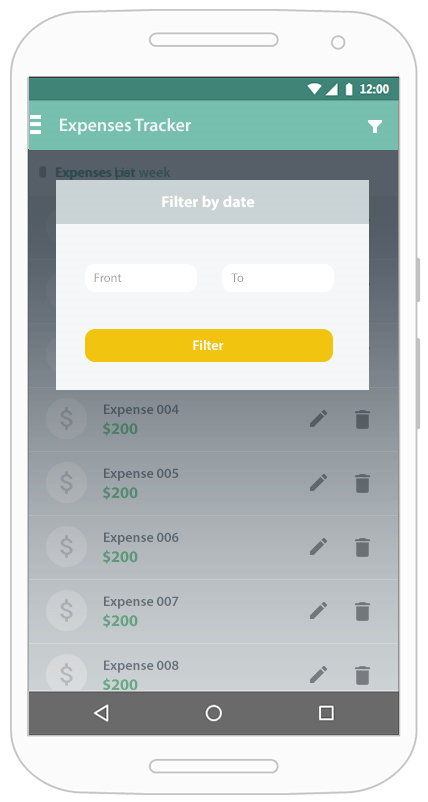 12:00
Expenses Tracker
Expenses week
Filter by date
Front To
Filter
Expense 004
$200
Expense 005
$200
Expense 006
$200
Expense 007
$200
Expense 008
$200